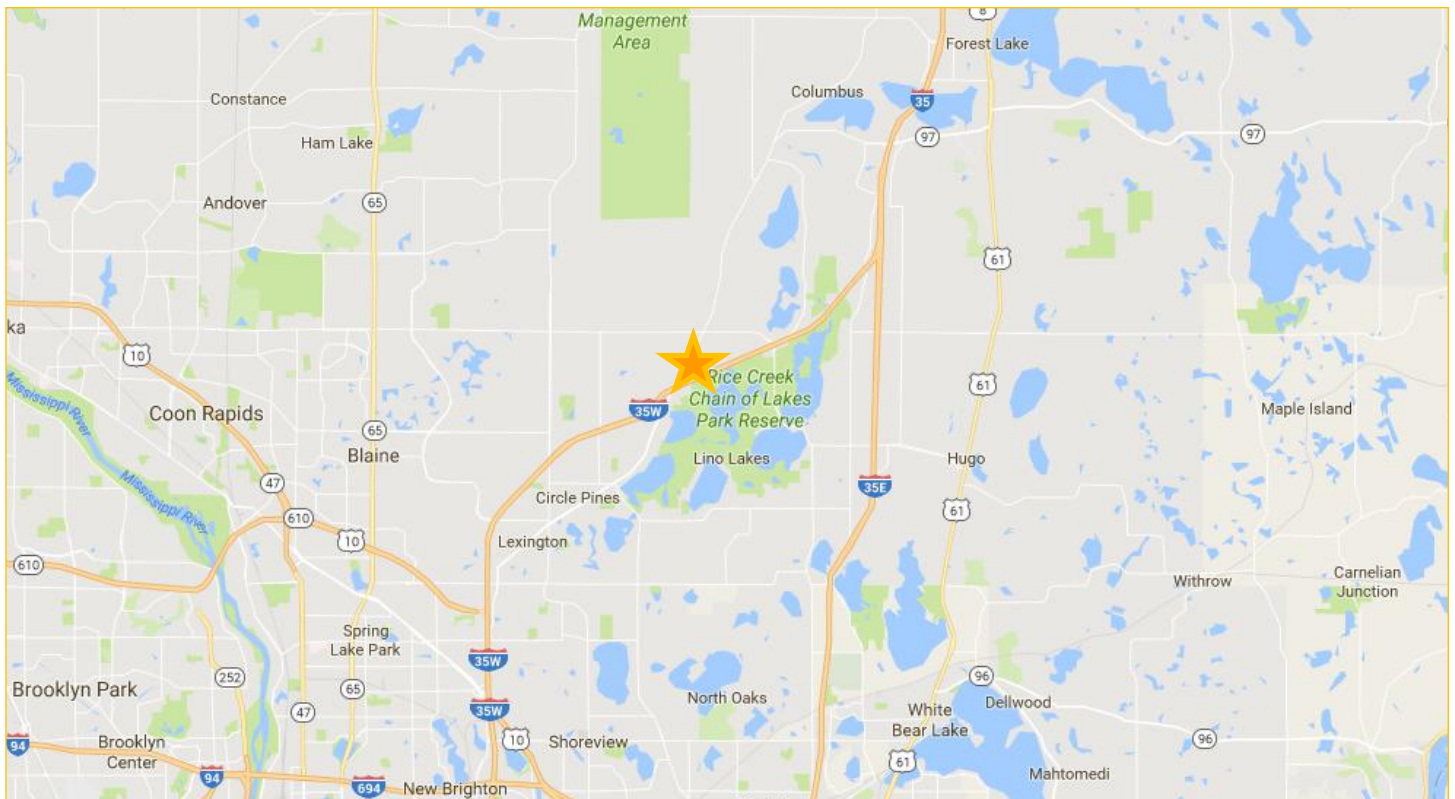 Management
Area
8
Forest Lake
Columbus
Constance
35
97
97
Ham Lake
Andover
65
61
ka
10
Rice Creek
Chain of Lakes
Park Reserve
61
35W
Mississippi River
Coon Rapids
Maple Island
65
Blaine
Lino Lakes
Hugo
47
35E
Mississippi River
Circle Pines
61
610
10
Lexington
610
Withrow
Carnelian
Junction
Spring
Lake Park
35W
252
65
Brooklyn Park
North Oaks
96
Dellwood
47
35W
White
Bear Lake
10
Shoreview
96
94
Brooklyn
Center
61
94
694
New Brighton
Mahtomedi